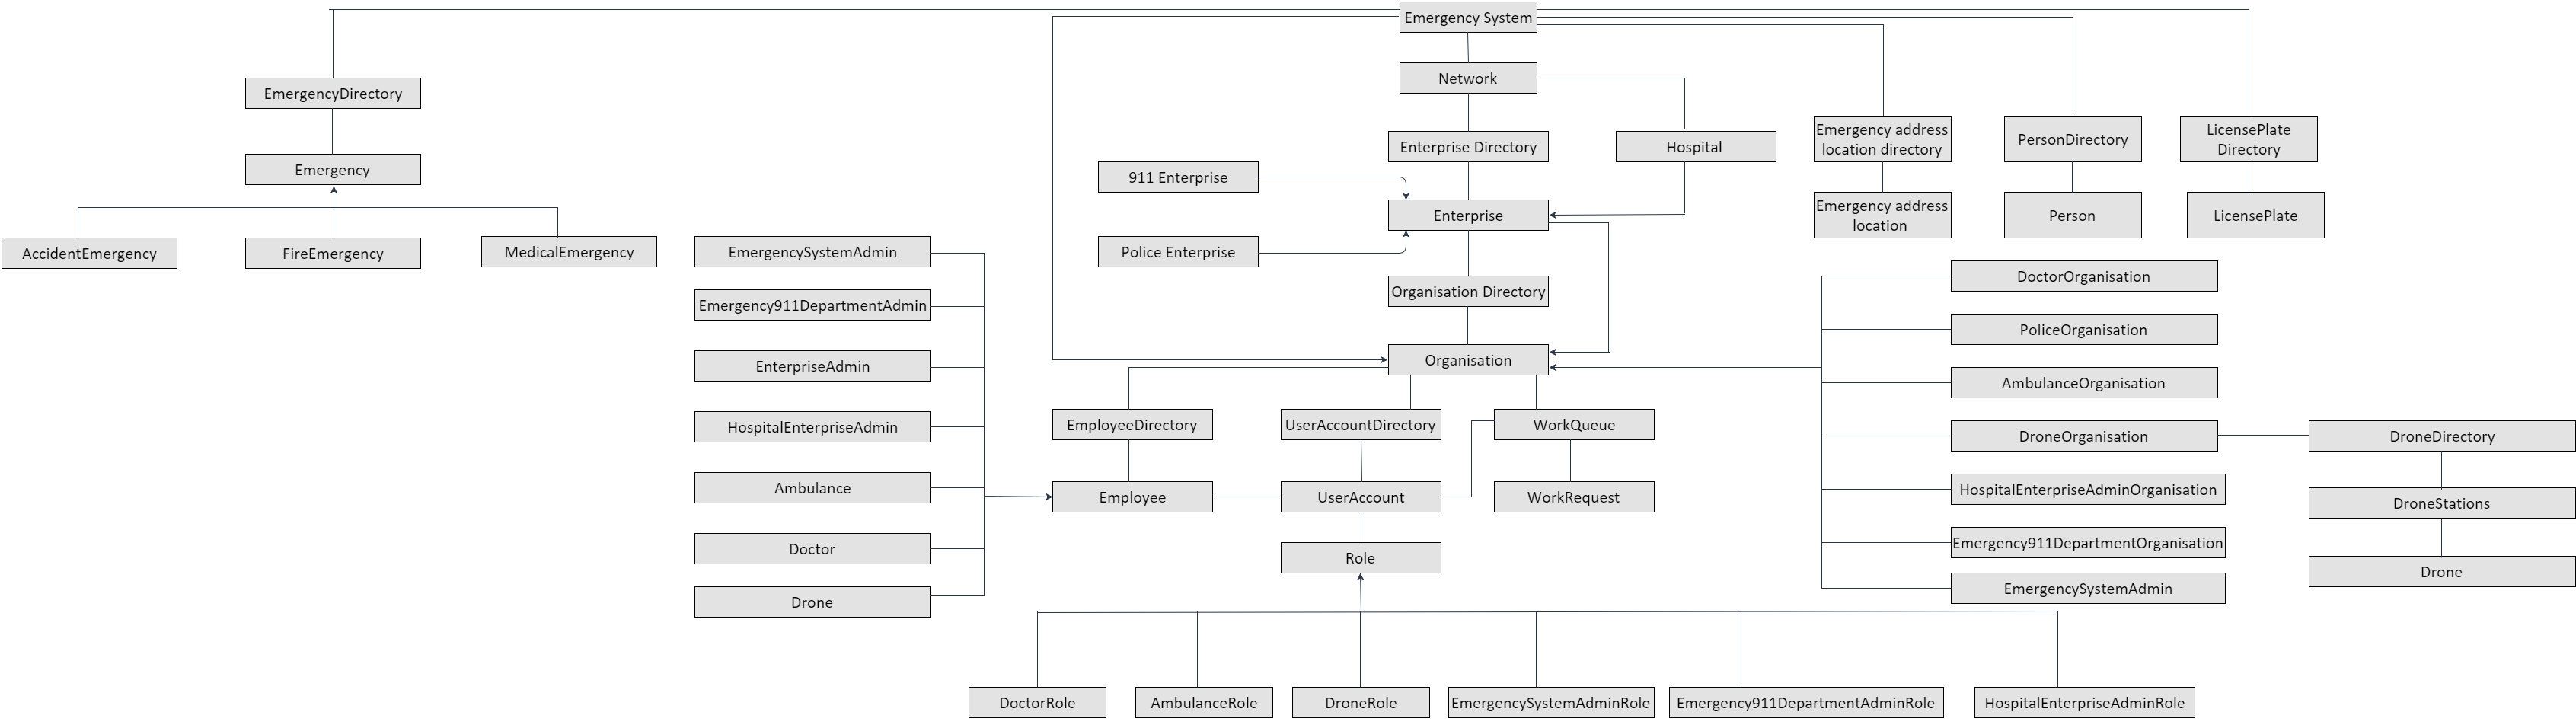 Emergency System
Network
EmergencyDirectory
Emergency address
location directory
PersonDirectory
LicensePlate
Directory
Enterprise Directory
Hospital
Emergency
911 Enterprise
Enterprise
Emergency address
location
Person
LicensePlate
AccidentEmergency
FireEmergency
MedicalEmergency
EmergencySystemAdmin
Police Enterprise
DoctorOrganisation
Organisation Directory
Emergency911DepartmentAdmin
PoliceOrganisation
Organisation
EnterpriseAdmin
AmbulanceOrganisation
HospitalEnterpriseAdmin
EmployeeDirectory
UserAccountDirectory
WorkQueue
DroneOrganisation
DroneDirectory
Ambulance
Employee
UserAccount
WorkRequest
HospitalEnterpriseAdminOrganisation
DroneStations
Doctor
Role
Emergency911DepartmentOrganisation
Drone
EmergencySystemAdmin
Drone
DoctorRole
AmbulanceRole
DroneRole
EmergencySystemAdminRole
Emergency911DepartmentAdminRole
HospitalEnterpriseAdminRole